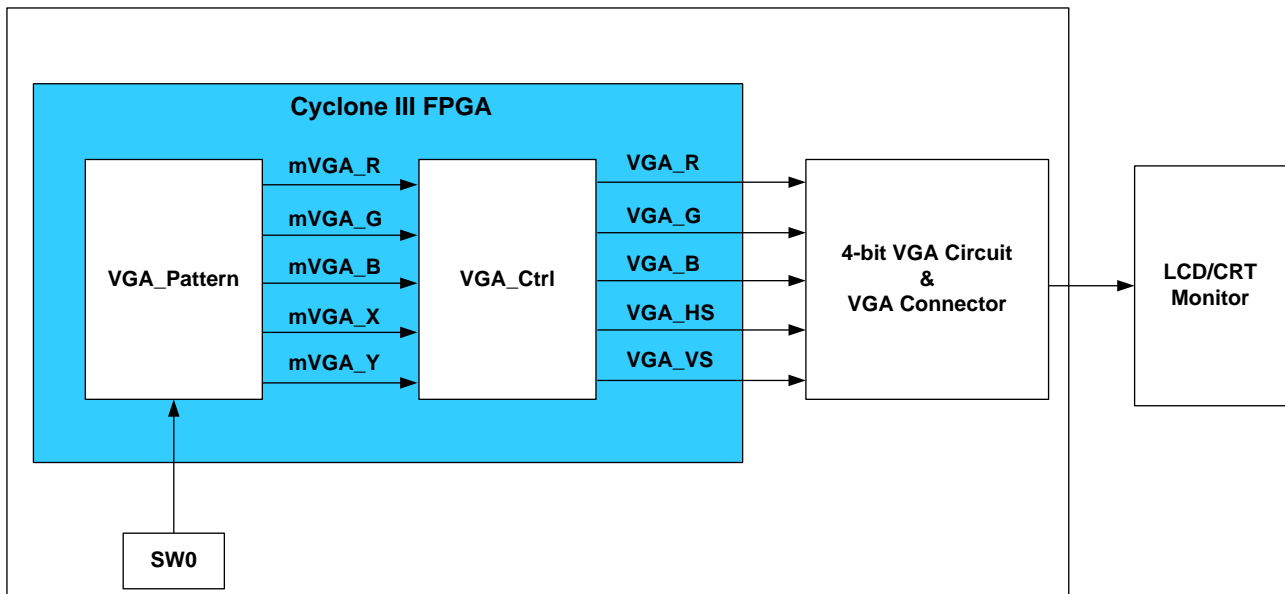 Cyclone III FPGA
VGA_Pattern
mVGA_R
mVGA_G
mVGA_B
mVGA_X
mVGA_Y
VGA_Ctrl
VGA_R
VGA_G
VGA_B
VGA_HS
VGA_VS
4-bit VGA Circuit
&
VGA Connector
LCD/CRT
Monitor
SW0